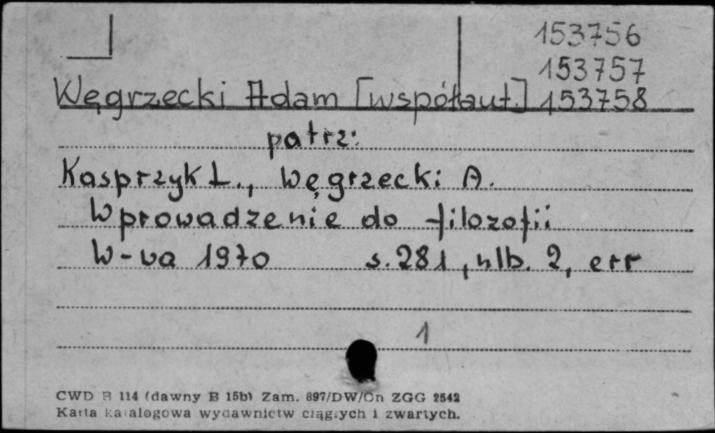 153756
153757
Węgrzecki Adam [współaut.] 153758
patrz:
Kasprzyk L., Węgrzecki A.
Wprowadzenie do filozofii
W-wa 1970 s. 281, nlb. 2, err
1
CWD B 114 (dawny B 15b) Zam. 897/DW/On ZGG 2542
Karta katalogowa wydawnictw ciągłych i zwartych.